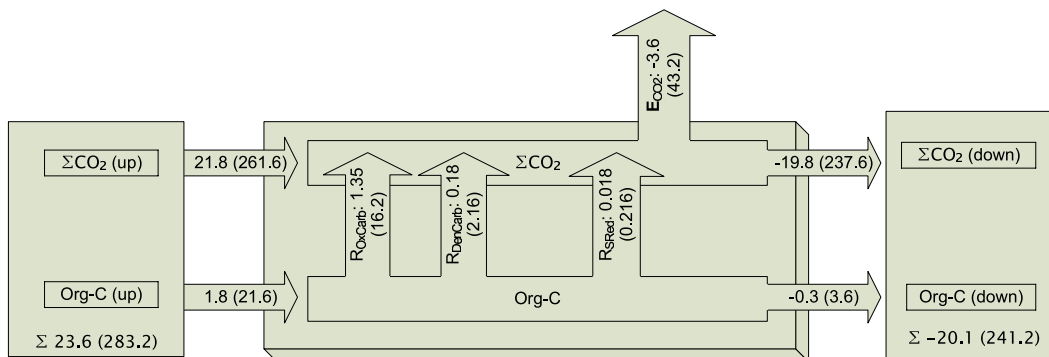 E_CO2: -3.6
(43.2)
ΣCO₂ (up)
21.8 (261.6)
ΣCO₂
-19.8 (237.6)
ΣCO₂ (down)
R_OxCarb: 1.35
(16.2)
R_DenCarb: 0.18
(2.16)
R_SRed: 0.018
(0.216)
Org-C (up)
1.8 (21.6)
Org-C
-0.3 (3.6)
Org-C (down)
Σ 23.6 (283.2)
Σ -20.1 (241.2)